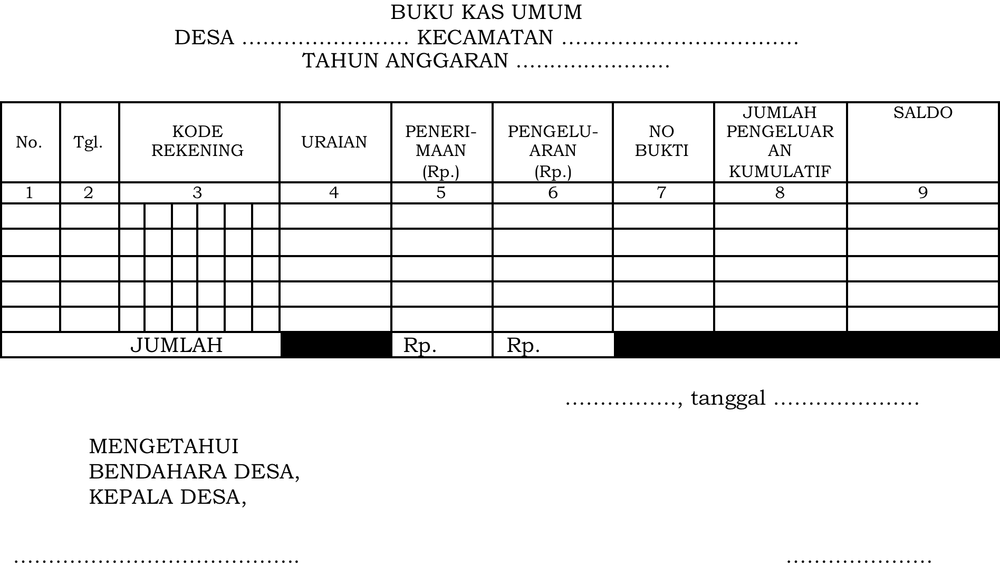 BUKU KAS UMUM
DESA ........................ KECAMATAN ..................................
TAHUN ANGGARAN ......................
No. Tgl. KODE REKENING URAIAN PENERI-MAAN (Rp.) PENGELU-ARAN (Rp.) NO BUKTI JUMLAH PENGELUARAN KUMULATIF SALDO
1 2 3 4 5 6 7 8 9
JUMLAH Rp. Rp.
................, tanggal .....................
MENGETAHUI
BENDAHARA DESA,
KEPALA DESA,
......................................... .....................